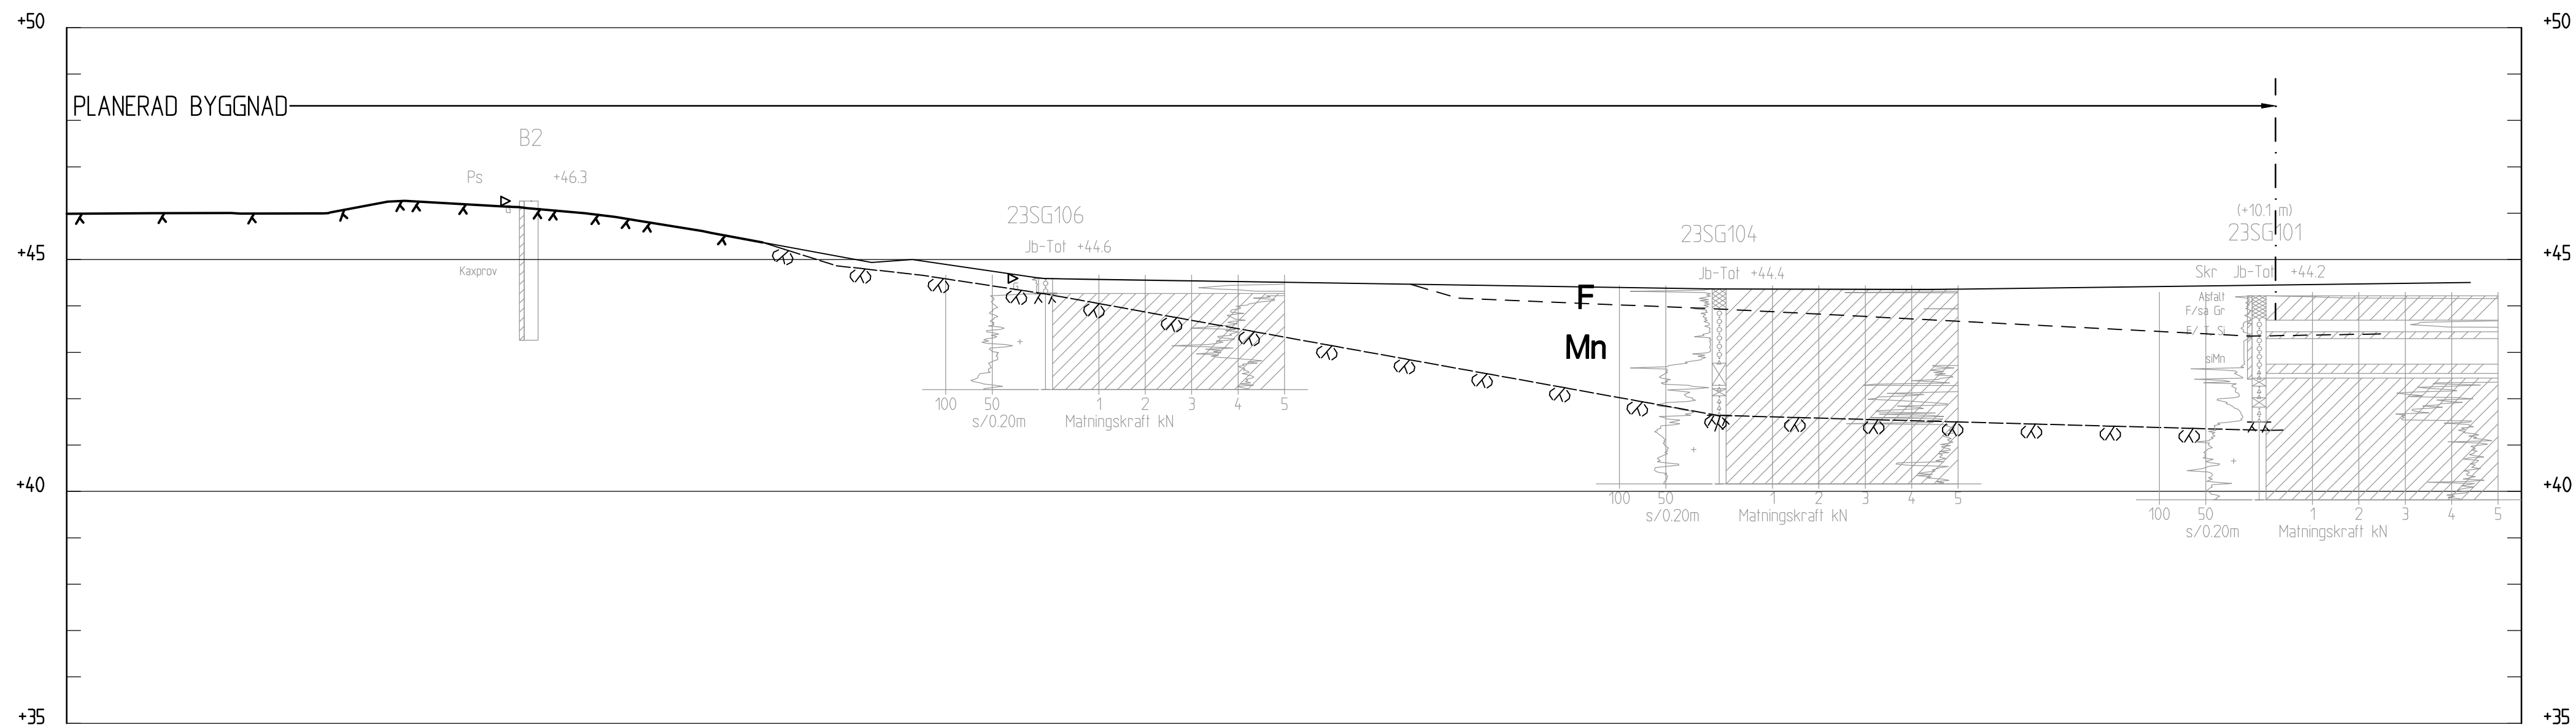 +50 +50
PLANERAD BYGGNAD
B2
Ps +46.3
(+10.1 m)
23SG106 23SG104 23SG101
Jb-Tot +44.6
+45 +45
Kaxprov
Jb-Tot +44.4
Skr Jb-Tot +44.2
F
Asfalt
F/sa Gr
Mn
siMn
100 50 1 2 3 4 5
s/0.20m Matningskraft kN
+40 +40
100 50 1 2 3 4 5
s/0.20m Matningskraft kN
100 50 1 2 3 4 5
s/0.20m Matningskraft kN
+35 +35